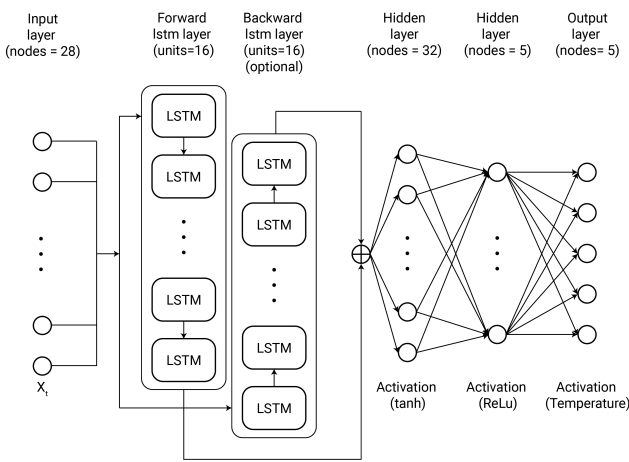 Input
layer
(nodes = 28)
Forward
lstm layer
(units=16)
Backward
lstm layer
(units=16)
(optional)
Hidden
layer
(nodes = 32)
Hidden
layer
(nodes = 5)
Output
layer
(nodes= 5)
LSTM
LSTM
LSTM
LSTM
LSTM
LSTM
LSTM
LSTM
Xt
Activation
(tanh)
Activation
(ReLu)
Activation
(Temperature)